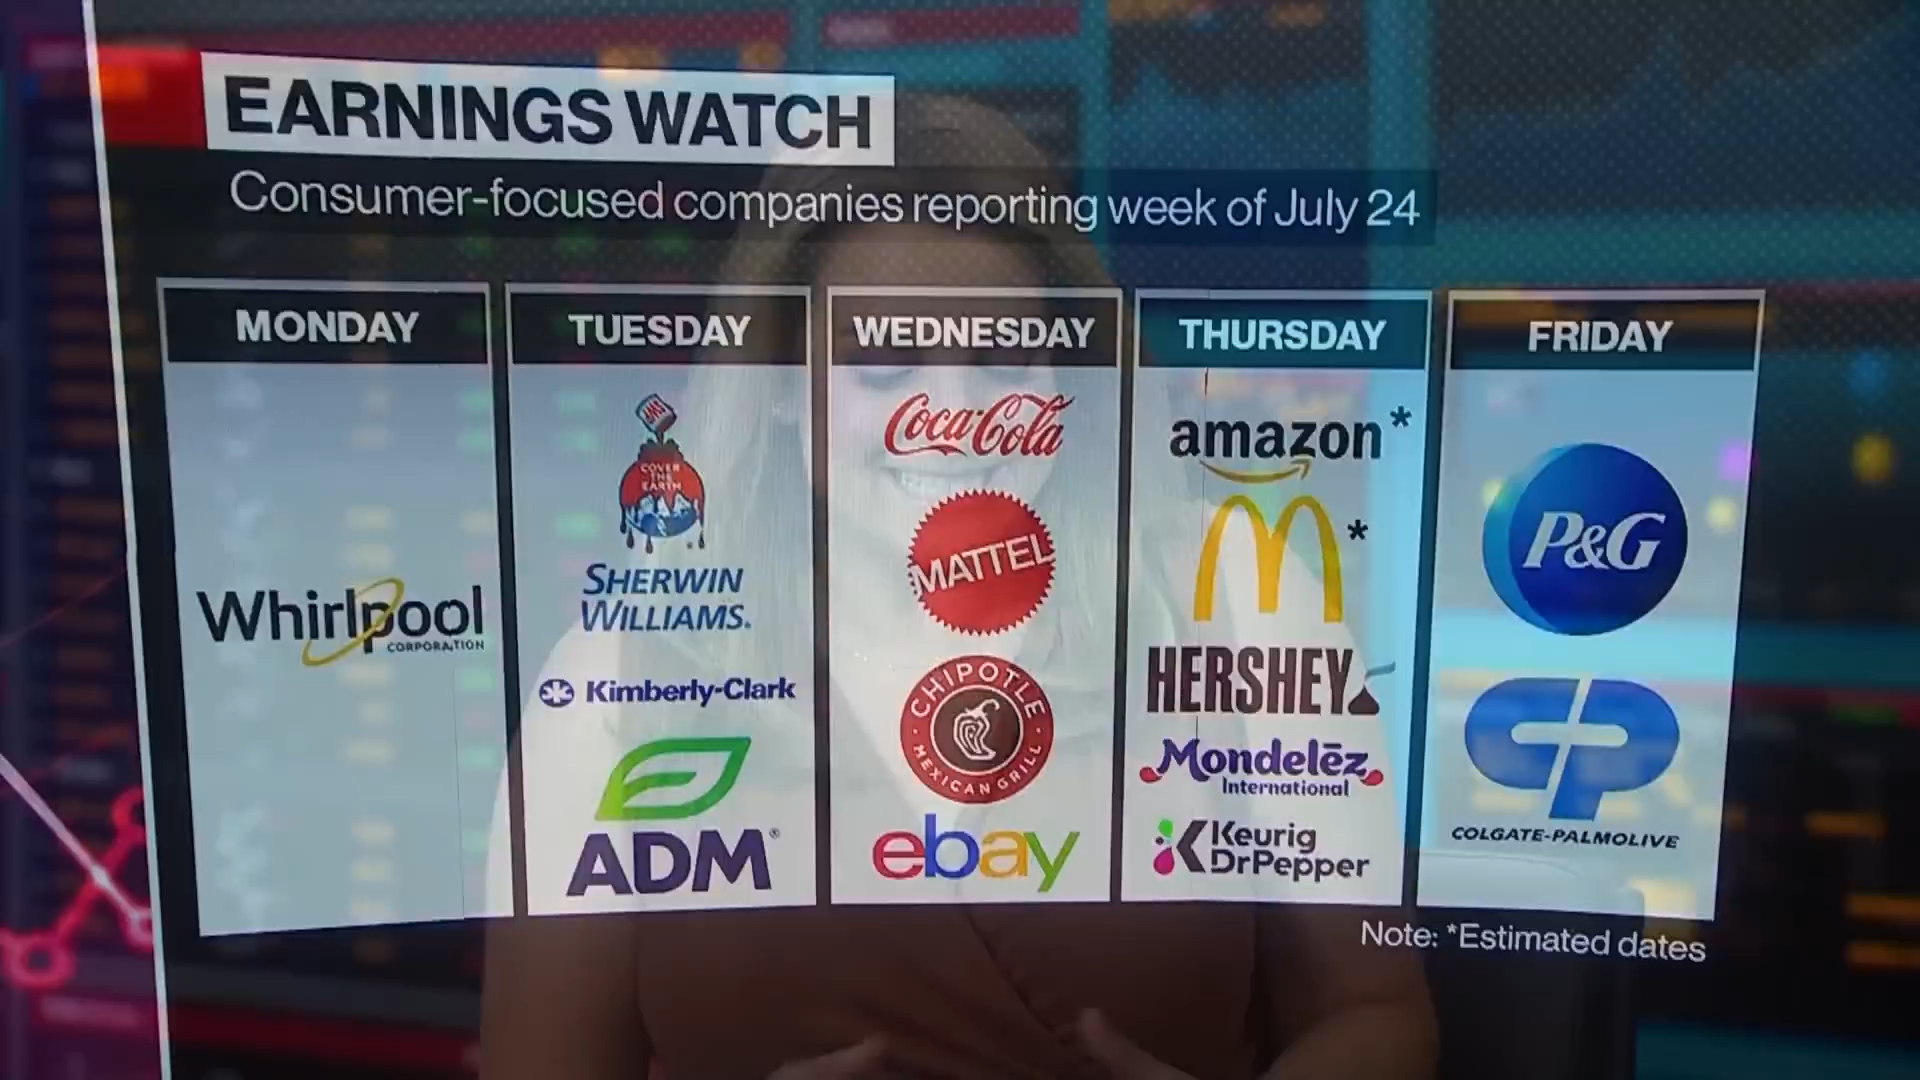 EARNINGS WATCH
Consumer-focused companies reporting week of July 24
MONDAY
Whirlpool
CORPORATION
TUESDAY
SWP
COVER
THE
EARTH
SHERWIN
WILLIAMS.
Kimberly-Clark
ADM®
WEDNESDAY
Coca-Cola
MATTEL
CHIPOTLE
MEXICAN GRILL
ebay
THURSDAY
amazon*
M*
HERSHEY
Mondelēz
International
Keurig
DrPepper
FRIDAY
P&G
CP
COLGATE-PALMOLIVE
Note: *Estimated dates